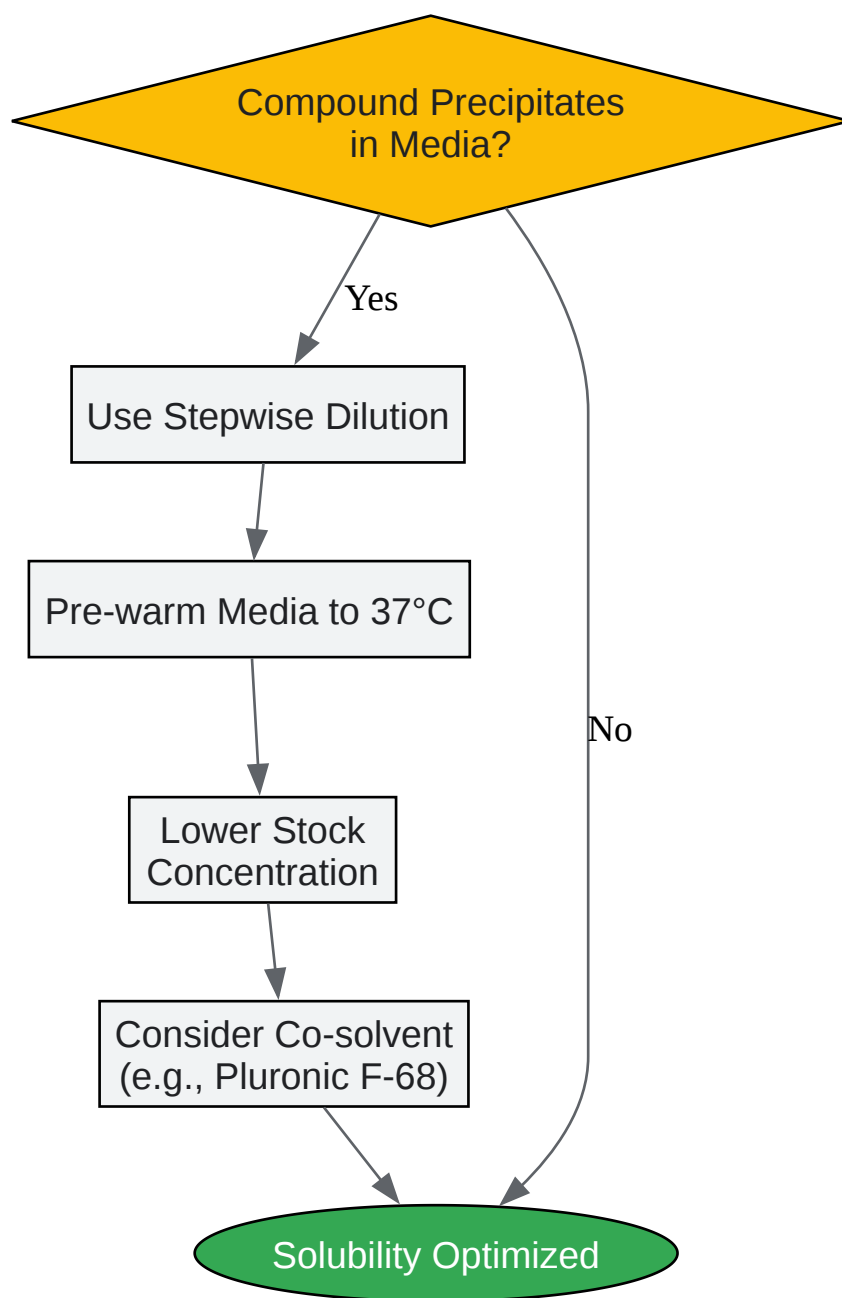 Compound Precipitates
in Media?
Yes
Use Stepwise Dilution
Pre-warm Media to 37°C
No
Lower Stock
Concentration
Consider Co-solvent
(e.g., Pluronic F-68)
Solubility Optimized